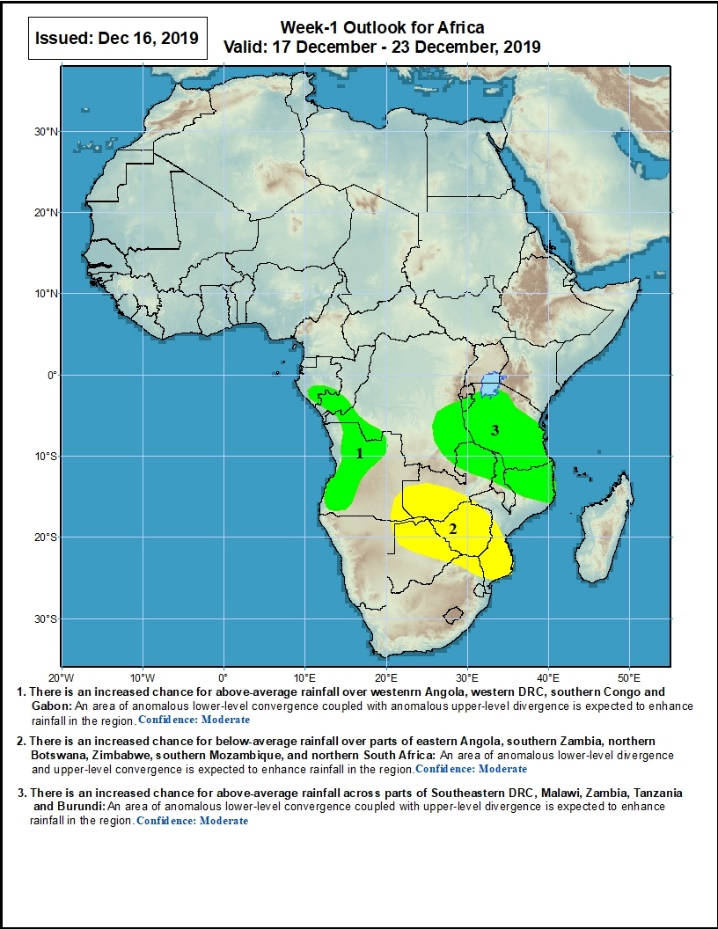 Issued: Dec 16, 2019
Week-1 Outlook for Africa
Valid: 17 December - 23 December, 2019
30°N
20°N
10°N
0°
10°S
20°S
30°S
1
2
3
20°W 10°W 0° 10°E 20°E 30°E 40°E 50°E
1. There is an increased chance for above-average rainfall over westenrn Angola, western DRC, southern Congo and
Gabon: An area of anomalous lower-level convergence coupled with anomalous upper-level divergence is expected to enhance
rainfall in the region. Confidence: Moderate
2. There is an increased chance for below-average rainfall over parts of eastern Angola, southern Zambia, northern
Botswana, Zimbabwe, southern Mozambique, and northern South Africa: An area of anomalous lower-level divergence
and upper-level convergence is expected to enhance rainfall in the region. Confidence: Moderate
3. There is an increased chance for above-average rainfall across parts of Southeastern DRC, Malawi, Zambia, Tanzania
and Burundi: An area of anomalous lower-level convergence coupled with upper-level divergence is expected to enhance
rainfall in the region. Confidence: Moderate